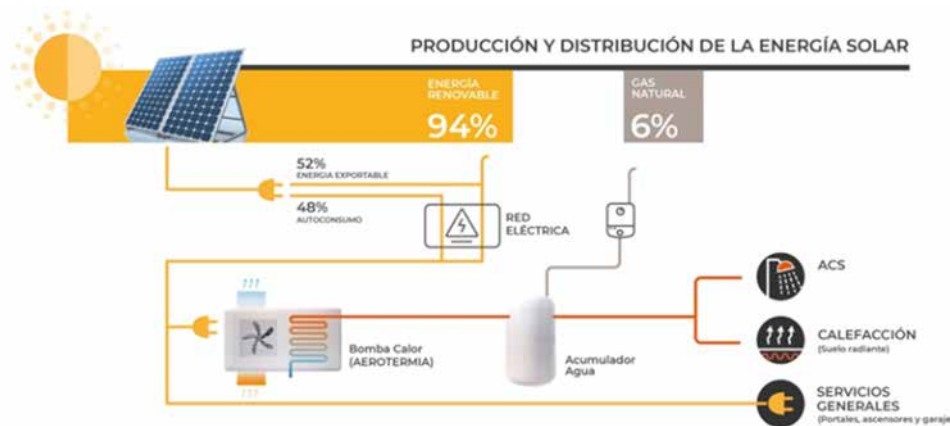 PRODUCCIÓN Y DISTRIBUCIÓN DE LA ENERGÍA SOLAR
ENERGÍA
RENOVABLE
94%
GAS
NATURAL
6%
52%
ENERGIA EXPORTABLE
48%
AUTOCONSUMO
RED
ELÉCTRICA
Bomba Calor
(AEROTERMIA)
Acumulador
Agua
ACS
CALEFACCIÓN
(Suelo radiante)
SERVICIOS
GENERALES
(Portales, ascensores y garaje